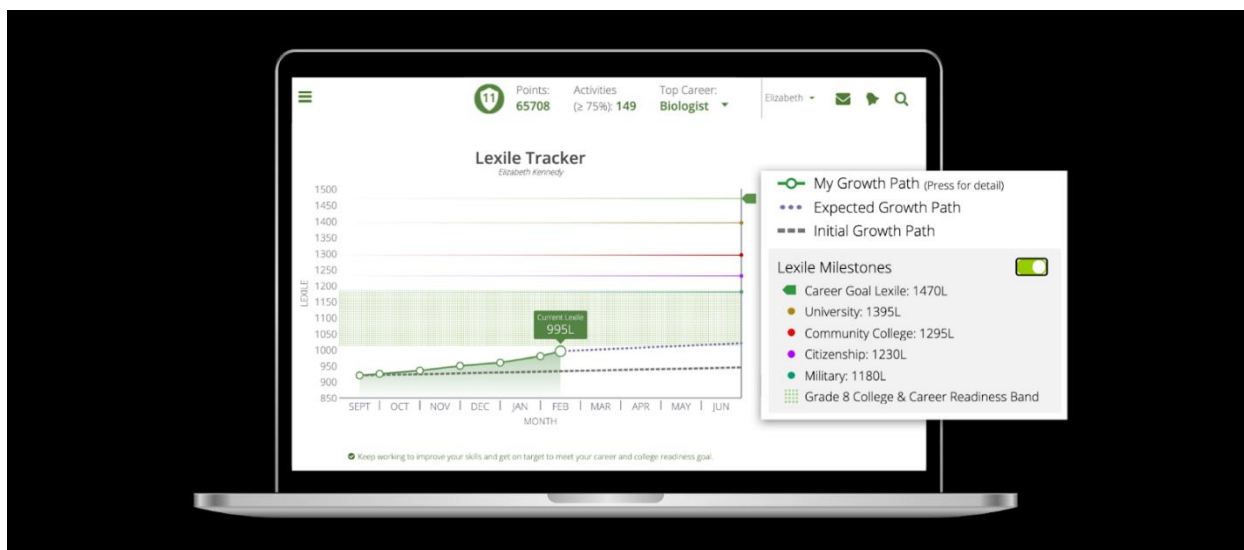 11
Points:
65708
Activities
(≥ 75%): 149
Top Career:
Biologist
Elizabeth
Lexile Tracker
Elizabeth Kennedy
1500
1450
1400
1350
1300
1250
1200
1150
1100
1050
1000
950
900
850
LEXILE
Current Lexile
995L
SEPT | OCT | NOV | DEC | JAN | FEB | MAR | APR | MAY | JUN
MONTH
Keep working to improve your skills and get on target to meet your career and college readiness goal.
My Growth Path (Press for detail)
Expected Growth Path
Initial Growth Path
Lexile Milestones
Career Goal Lexile: 1470L
University: 1395L
Community College: 1295L
Citizenship: 1230L
Military: 1180L
Grade 8 College & Career Readiness Band